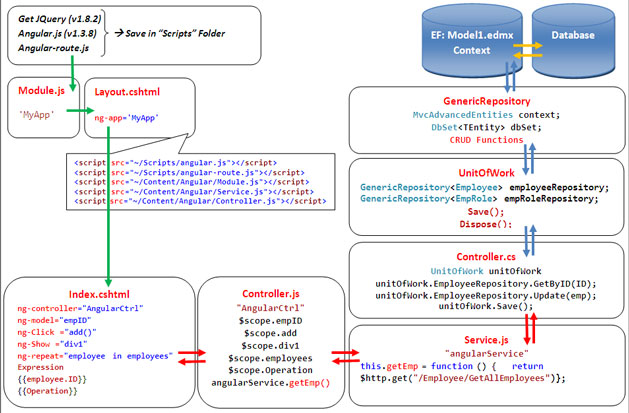 Get JQuery (v1.8.2)
Angular.js (v1.3.8)
Angular-route.js
→ Save in “Scripts” Folder
Module.js
'MyApp'
Layout.cshtml
ng-app='MyApp'
<script src="~/Scripts/angular.js"></script>
<script src="~/Scripts/angular-route.js"></script>
<script src="~/Content/Angular/Module.js"></script>
<script src="~/Content/Angular/Service.js"></script>
<script src="~/Content/Angular/Controller.js"></script>
Index.cshtml
ng-controller="AngularCtrl"
ng-model="empID"
ng-Click ="add()"
ng-Show ="div1"
ng-repeat="employee in employees"
Expression
{{employee.ID}}
{{Operation}}
Controller.js
"AngularCtrl"
$scope.empID
$scope.add
$scope.div1
$scope.employees
$scope.Operation
angularService.getEmp()
EF: Model1.edmx
Context
Database
GenericRepository
MvcAdvancedEntities context;
DbSet<TEntity> dbSet;
CRUD Functions
UnitOfWork
GenericRepository<Employee> employeeRepository;
GenericRepository<EmpRole> empRoleRepository;
Save();
Dispose();
Controller.cs
UnitOfWork unitOfWork
unitOfWork.EmployeeRepository.GetByID(ID);
unitOfWork.EmployeeRepository.Update(emp);
unitOfWork.Save();
Service.js
"angularService"
this.getEmp = function () { return
$http.get("/Employee/GetAllEmployees")};